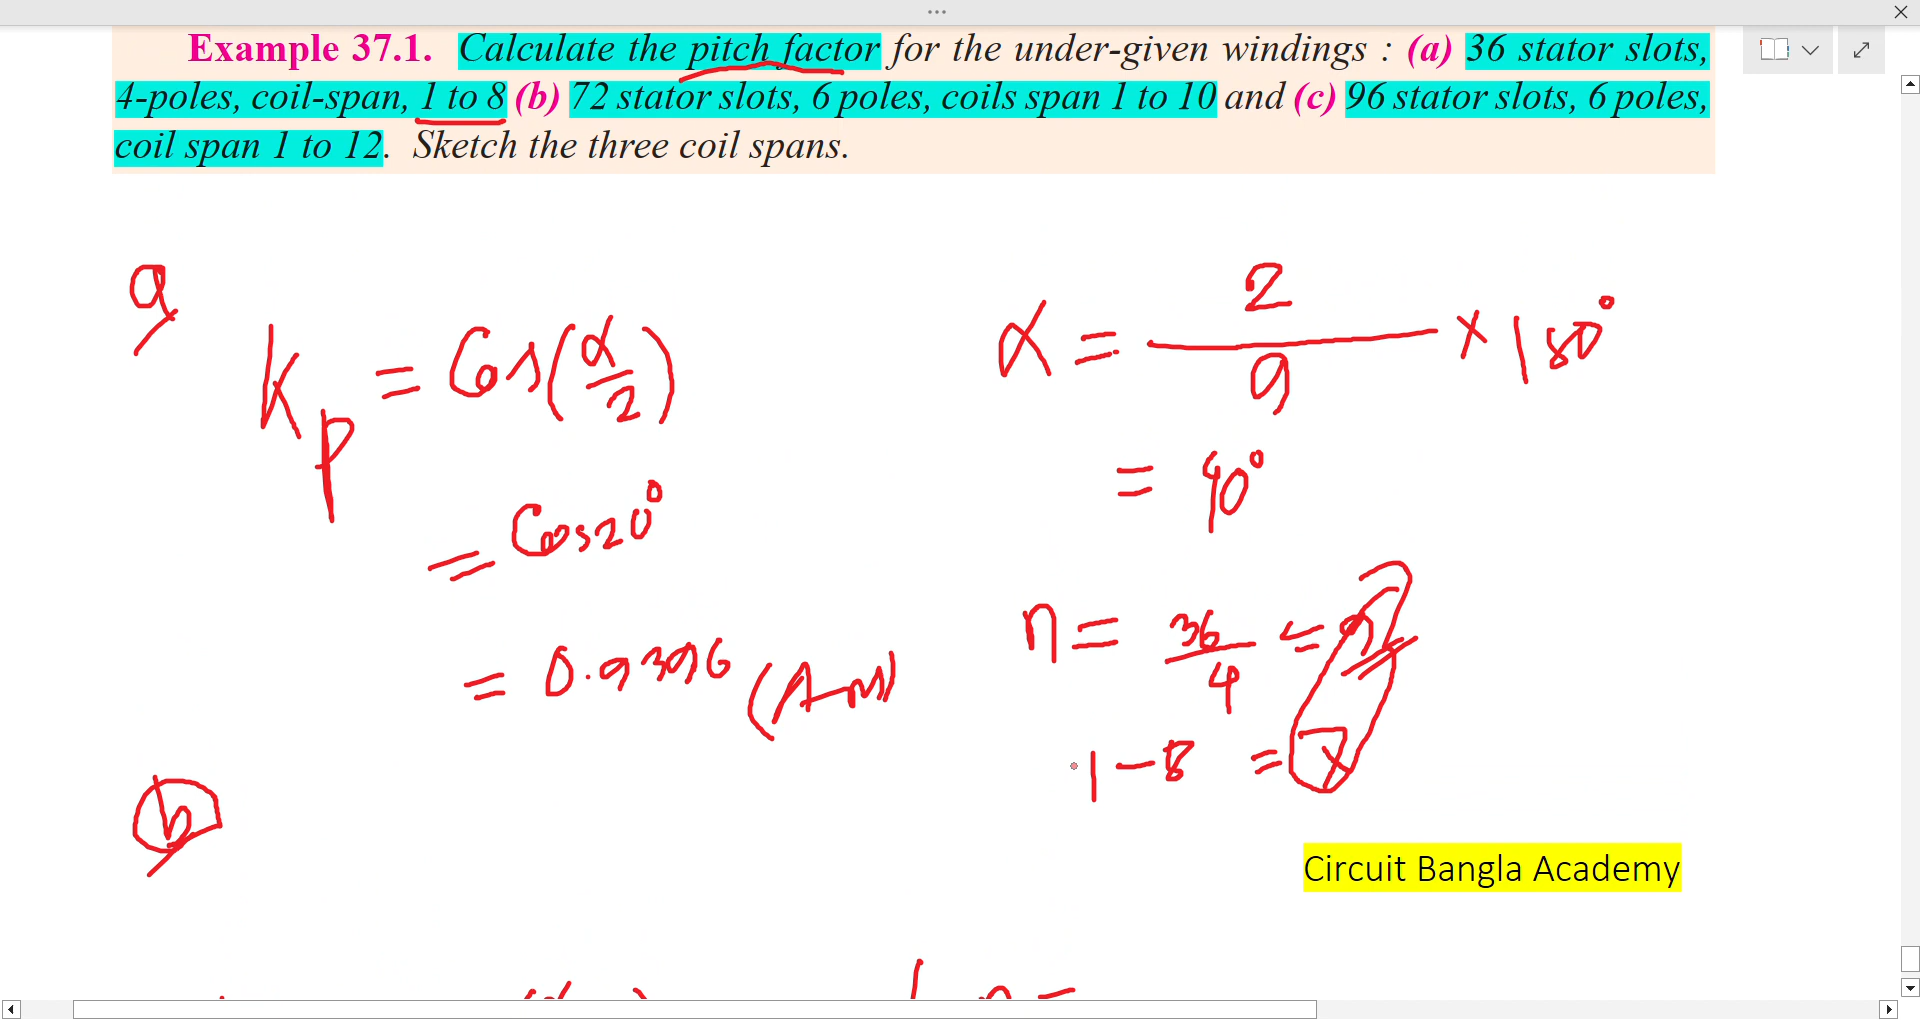 Example 37.1. Calculate the pitch factor for the under-given windings : (a) 36 stator slots,
4-poles, coil-span, 1 to 8 (b) 72 stator slots, 6 poles, coils span 1 to 10 and (c) 96 stator slots, 6 poles,
coil span 1 to 12. Sketch the three coil spans.
a
Kp = Cos(α/2)
= Cos20°
= 0.9396 (Ans)
α = 2/9 × 180°
= 40°
n = 36/4 = 9
1 - 8 = 7
b
Circuit Bangla Academy
n =